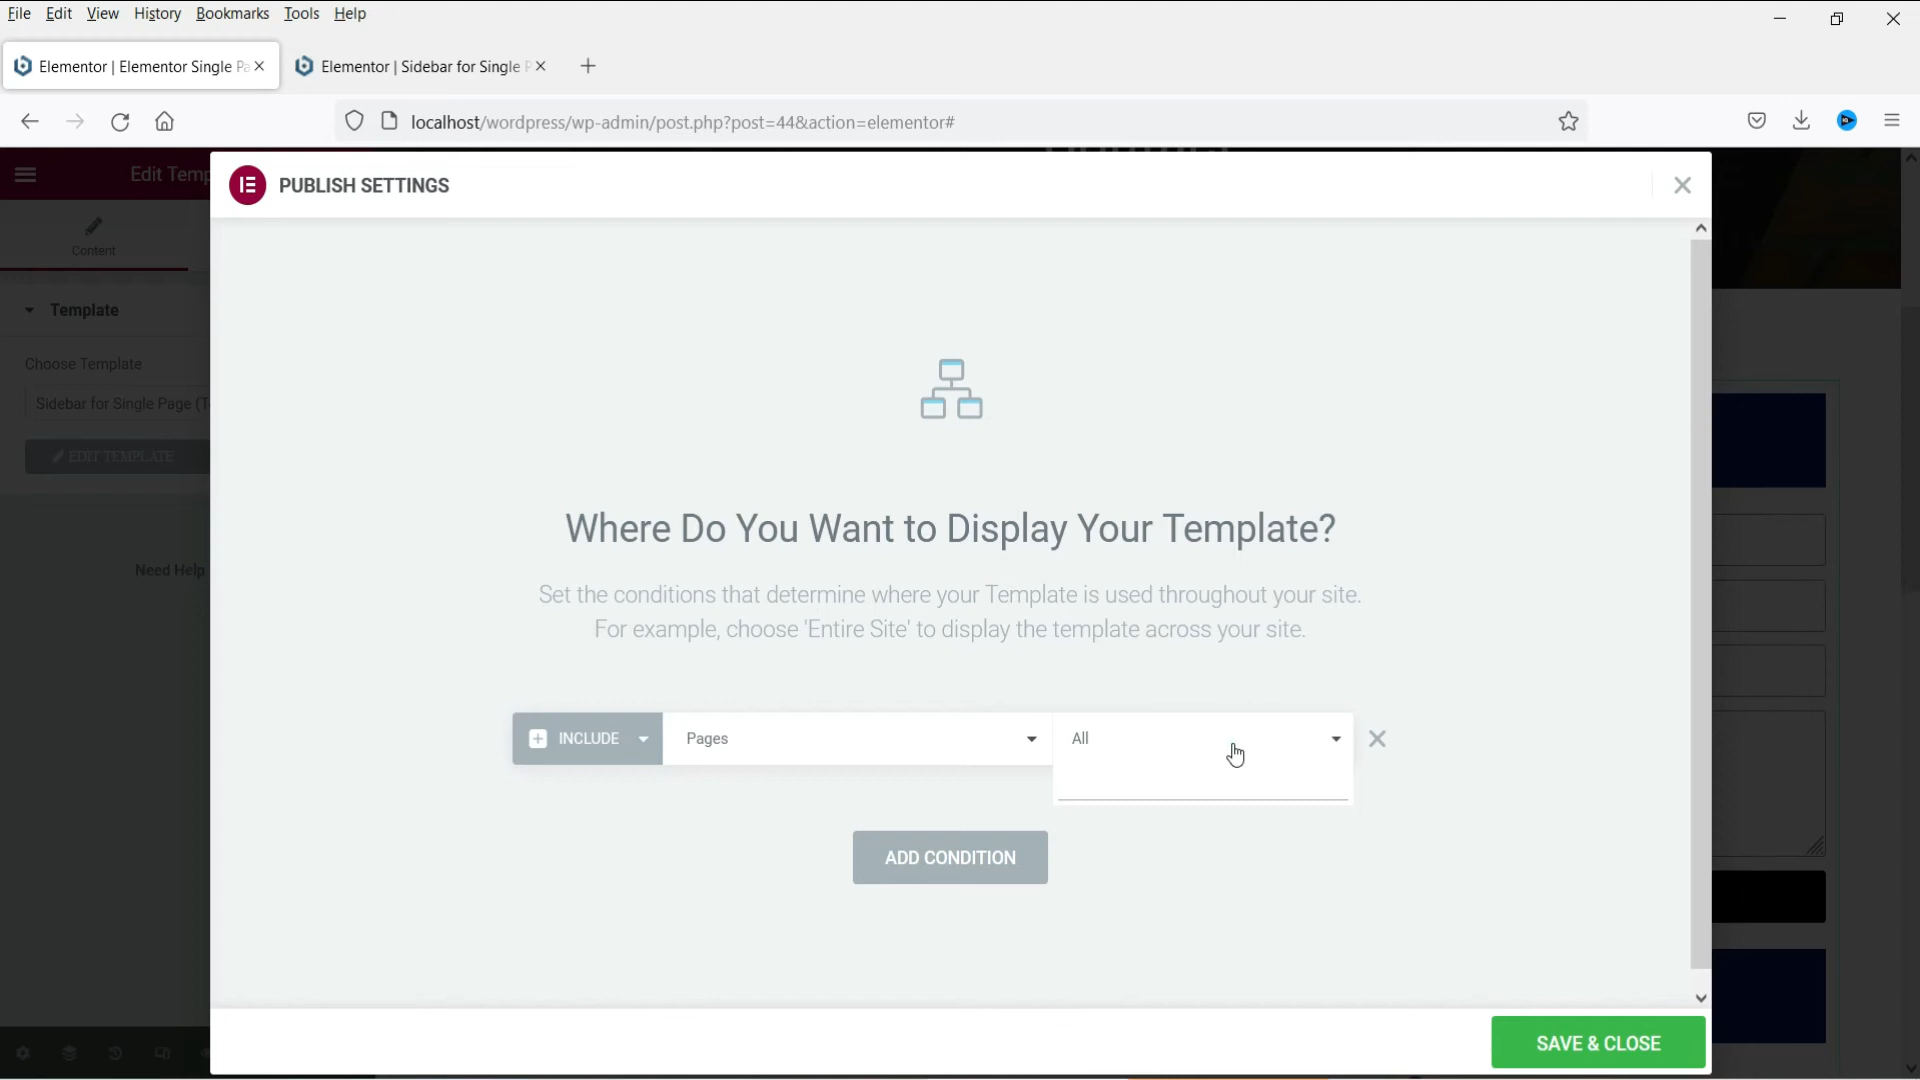 File Edit View History Bookmarks Tools Help
Elementor | Elementor Single Pa
Elementor | Sidebar for Single P
localhost/wordpress/wp-admin/post.php?post=44&action=elementor#
Edit Temp
PUBLISH SETTINGS
Content
Template
Choose Template
Sidebar for Single Page (T
EDIT TEMPLATE
Need Help
Where Do You Want to Display Your Template?
Set the conditions that determine where your Template is used throughout your site.
For example, choose 'Entire Site' to display the template across your site.
INCLUDE Pages All
ADD CONDITION
SAVE & CLOSE